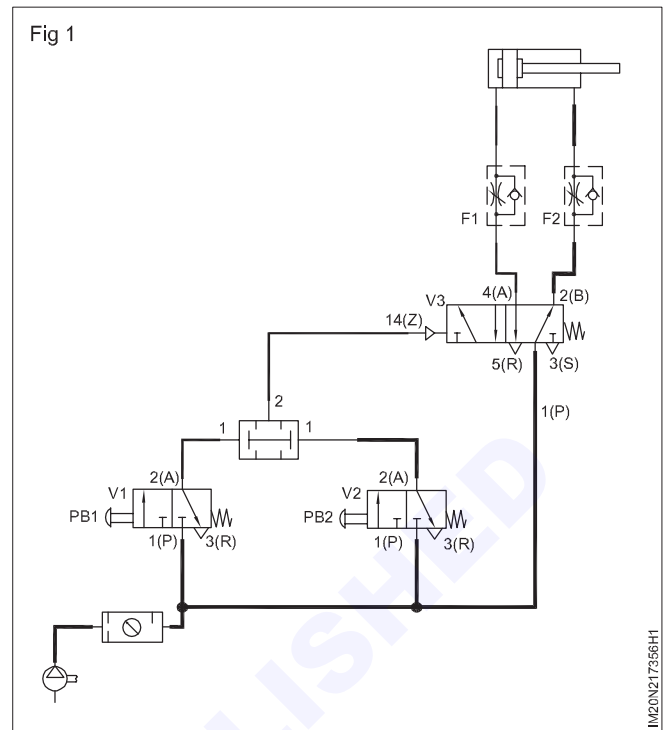 Fig 1
F1
F2
V3
4(A)
2(B)
14(Z)
5(R)
3(S)
2
1
1
1(P)
V1
2(A)
V2
2(A)
PB1
PB2
1(P)
3(R)
1(P)
3(R)
LISHED
IM20N217356H1